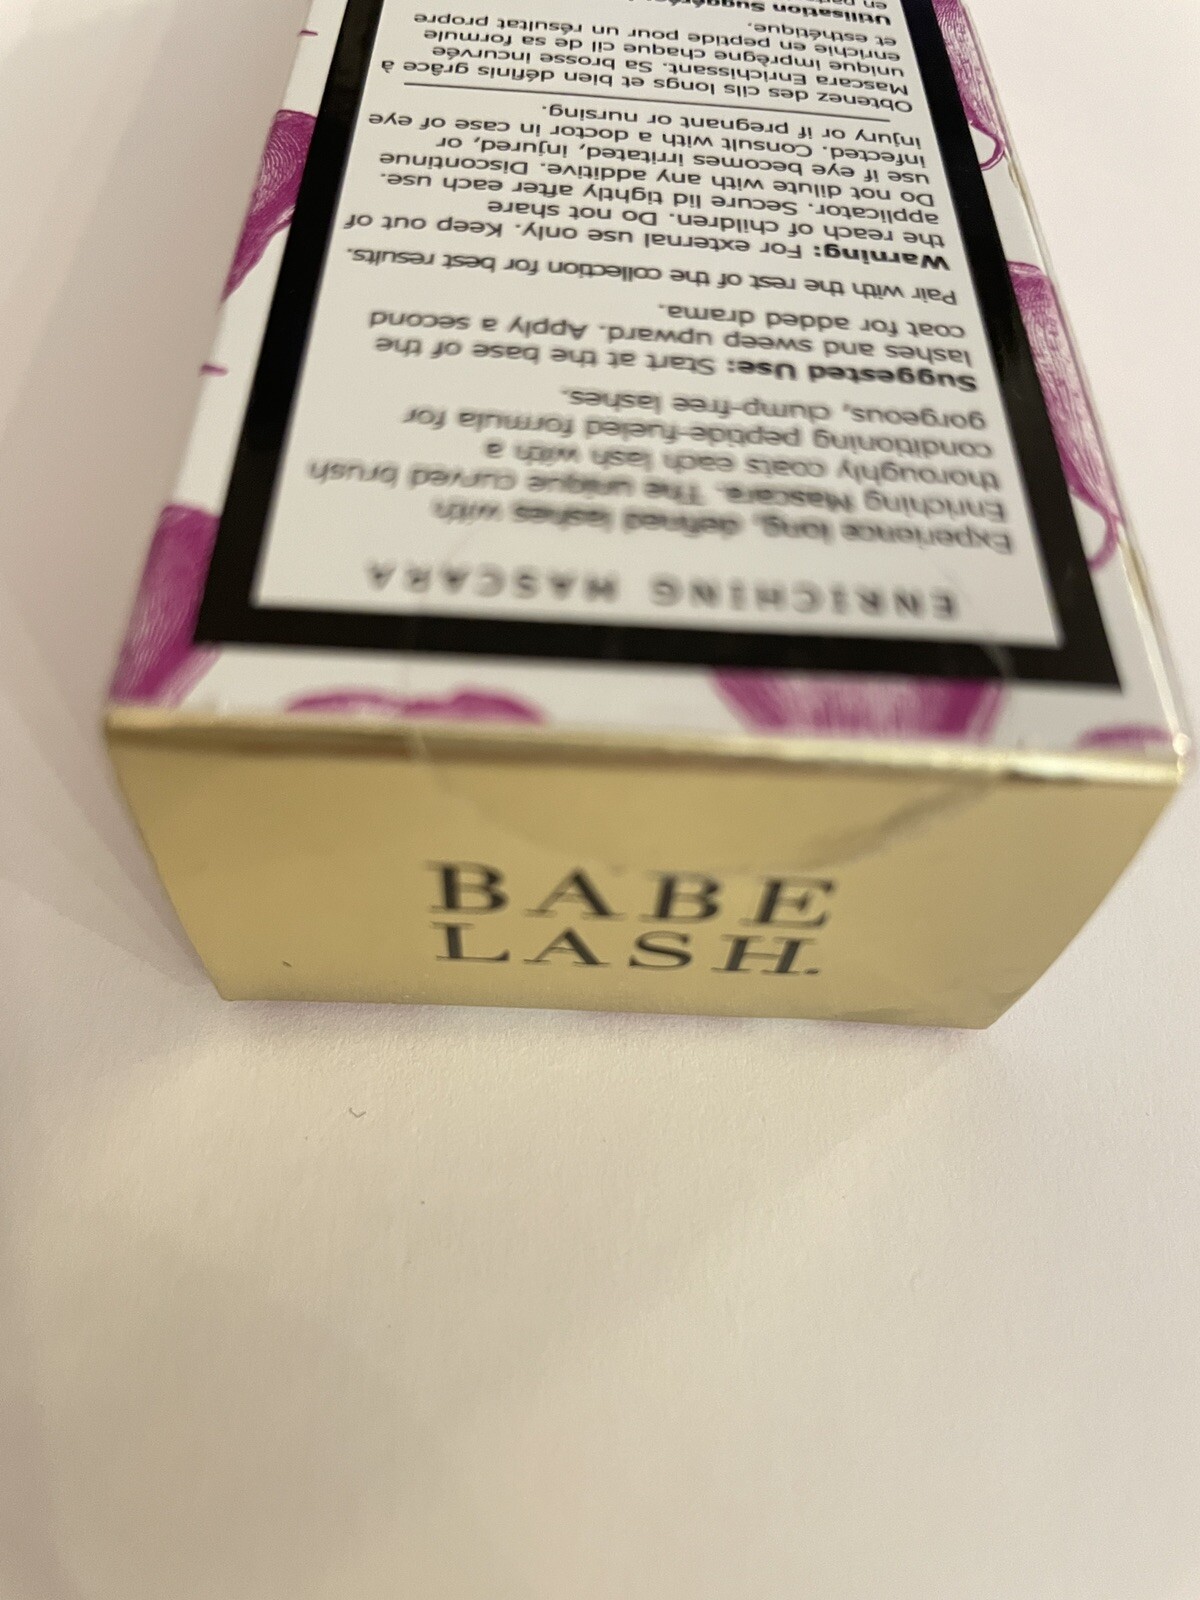 ENRICHING MASCARA
Experience long, defined lashes with
Enriching Mascara. The unique curved brush
thoroughly coats each lash with a
conditioning peptide-fueled formula for
gorgeous, clump-free lashes.
Suggested Use: Start at the base of the
lashes and sweep upward. Apply a second
coat for added drama.
Pair with the rest of the collection for best results.
Warning: For external use only. Keep out of
the reach of children. Do not share
applicator. Secure lid tightly after each use.
Do not dilute with any additive. Discontinue
use if eye becomes irritated, injured, or
infected. Consult with a doctor in case of eye
injury or if pregnant or nursing.
Obtenez des cils longs et bien définis grâce à
Mascara Enrichissant. Sa brosse incurvée
unique imprègne chaque cil de sa formule
enrichie en peptide pour un résultat propre
et esthétique.
Utilisation
BABE
LASH.